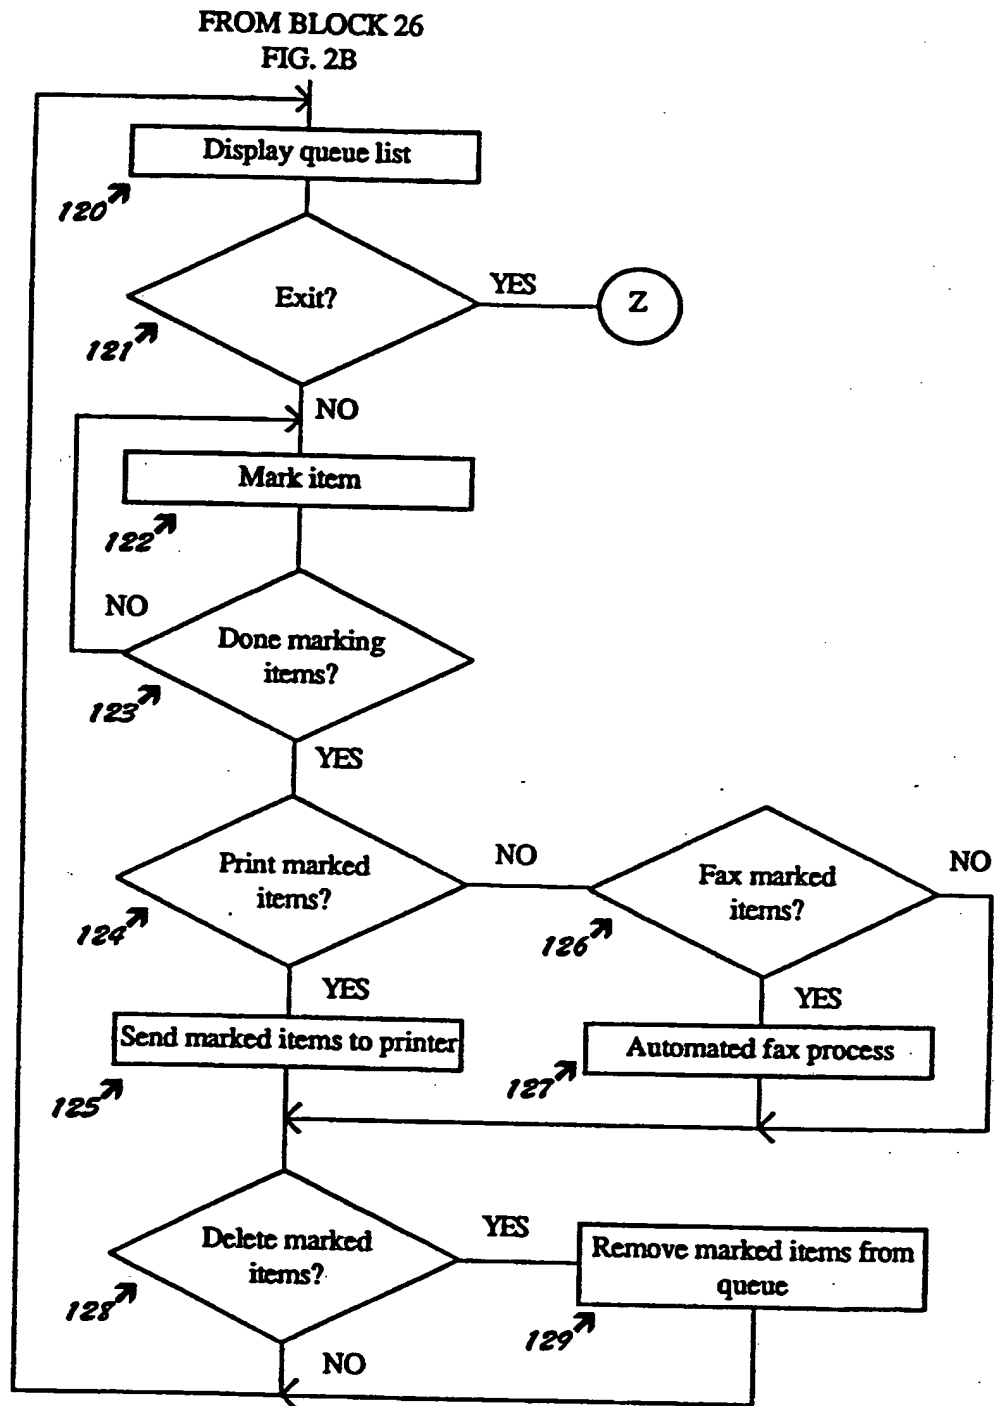 FROM BLOCK 26
FIG. 2B
Display queue list
120
Exit?
YES
Z
121
NO
Mark item
122
NO
Done marking
items?
123
YES
Print marked
items?
NO
Fax marked
items?
NO
124
126
YES
YES
Send marked items to printer
Automated fax process
125
127
Delete marked
items?
YES
Remove marked items from
queue
128
129
NO